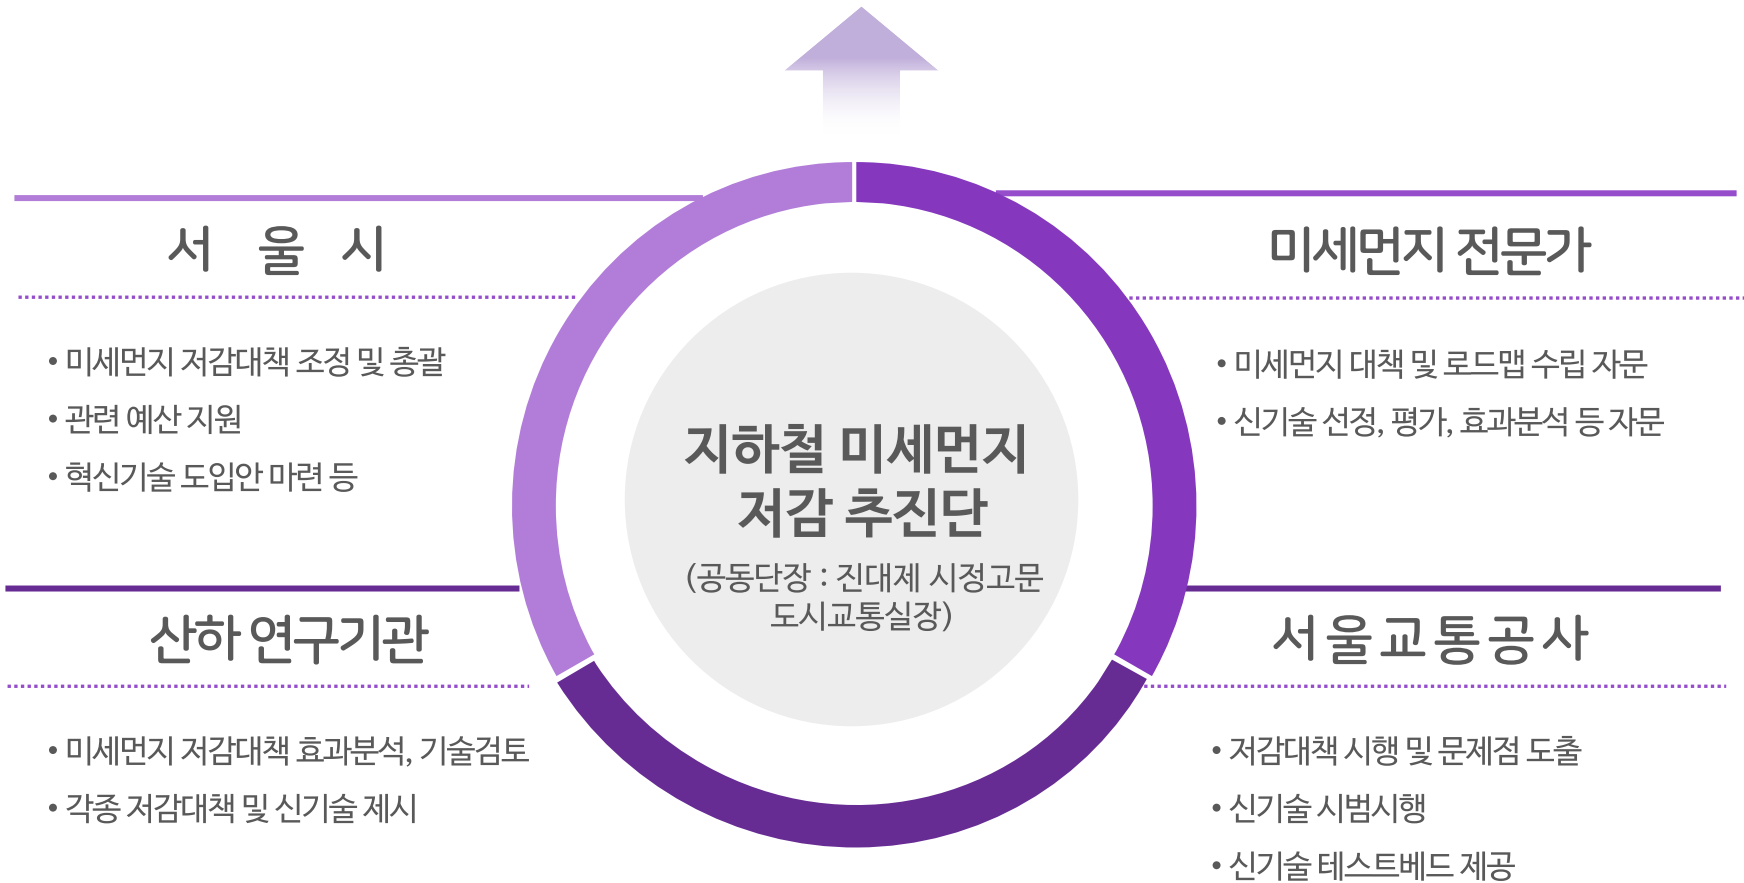 서 울 시
• 미세먼지 저감대책 조정 및 총괄
• 관련 예산 지원
• 혁신기술 도입안 마련 등
미세먼지 전문가
• 미세먼지 대책 및 로드맵 수립 자문
• 신기술 선정, 평가, 효과분석 등 자문
지하철 미세먼지
저감 추진단
(공동단장 : 진대제 시정고문
도시교통실장)
산하 연구기관
• 미세먼지 저감대책 효과분석, 기술검토
• 각종 저감대책 및 신기술 제시
서울교통공사
• 저감대책 시행 및 문제점 도출
• 신기술 시범시행
• 신기술 테스트베드 제공